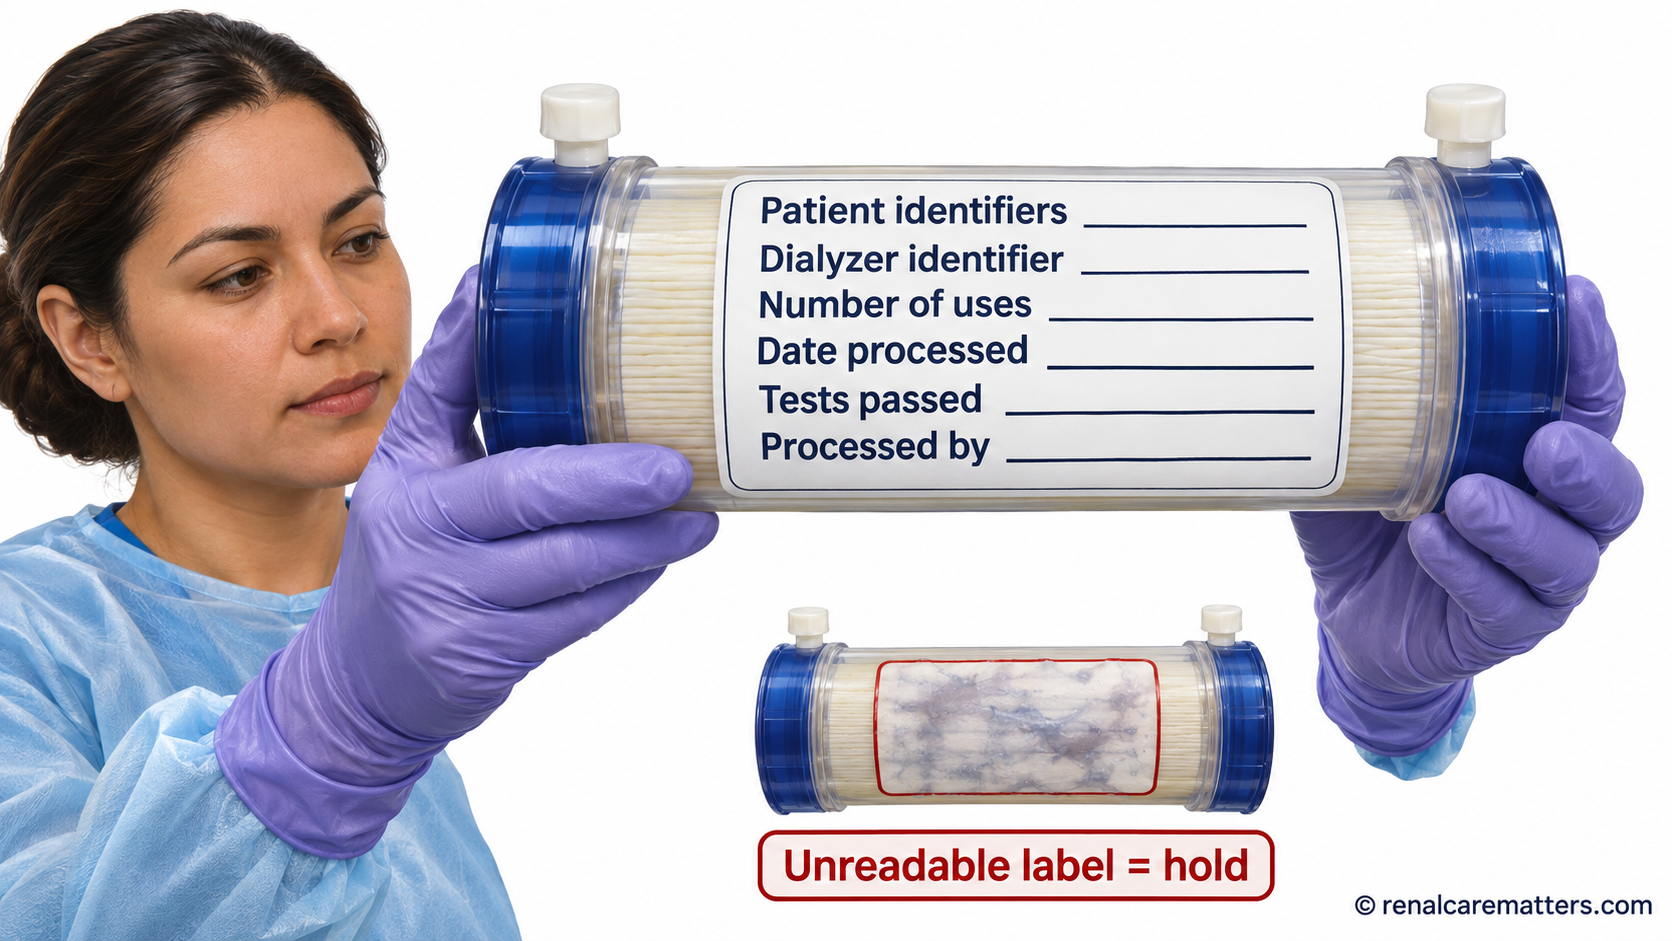 Patient identifiers
Dialyzer identifier
Number of uses
Date processed
Tests passed
Processed by
Unreadable label = hold
© renalcarematters.com